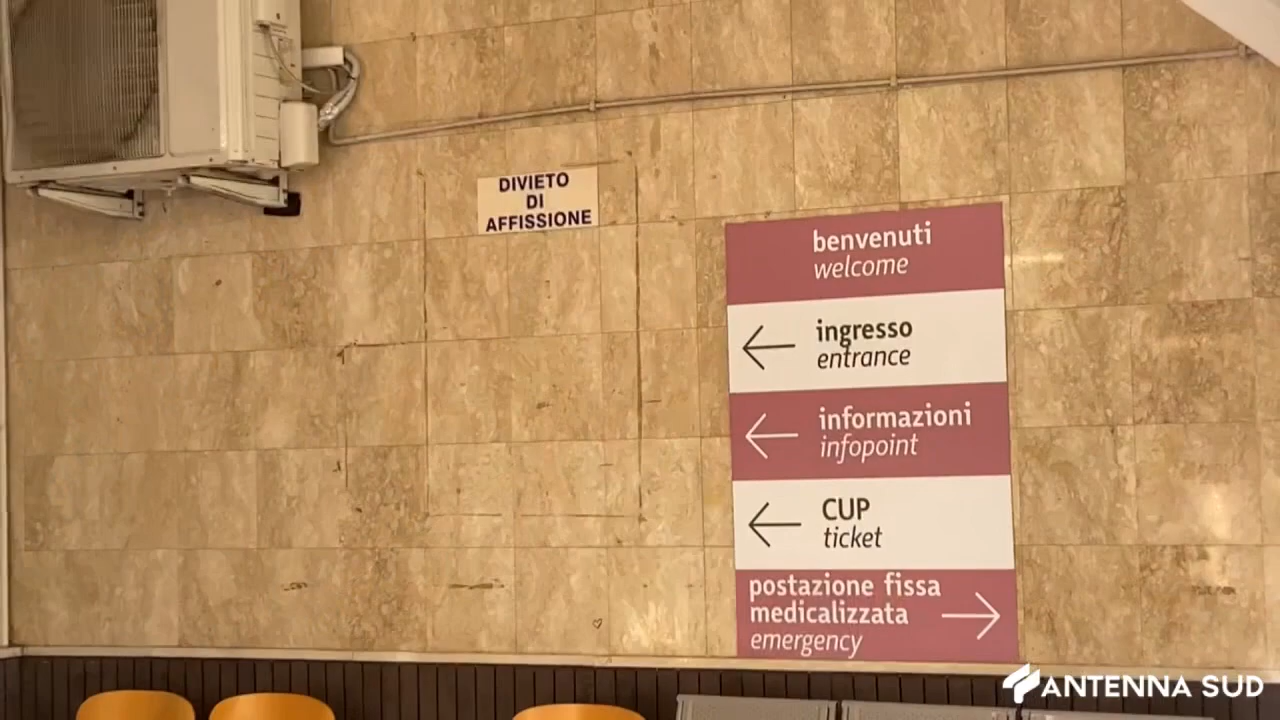 DIVIETO
DI
AFFISSIONE
benvenuti
welcome
ingresso
entrance
informazioni
infopoint
CUP
ticket
postazione fissa
medicalizzata
emergency
ANTENNA SUD